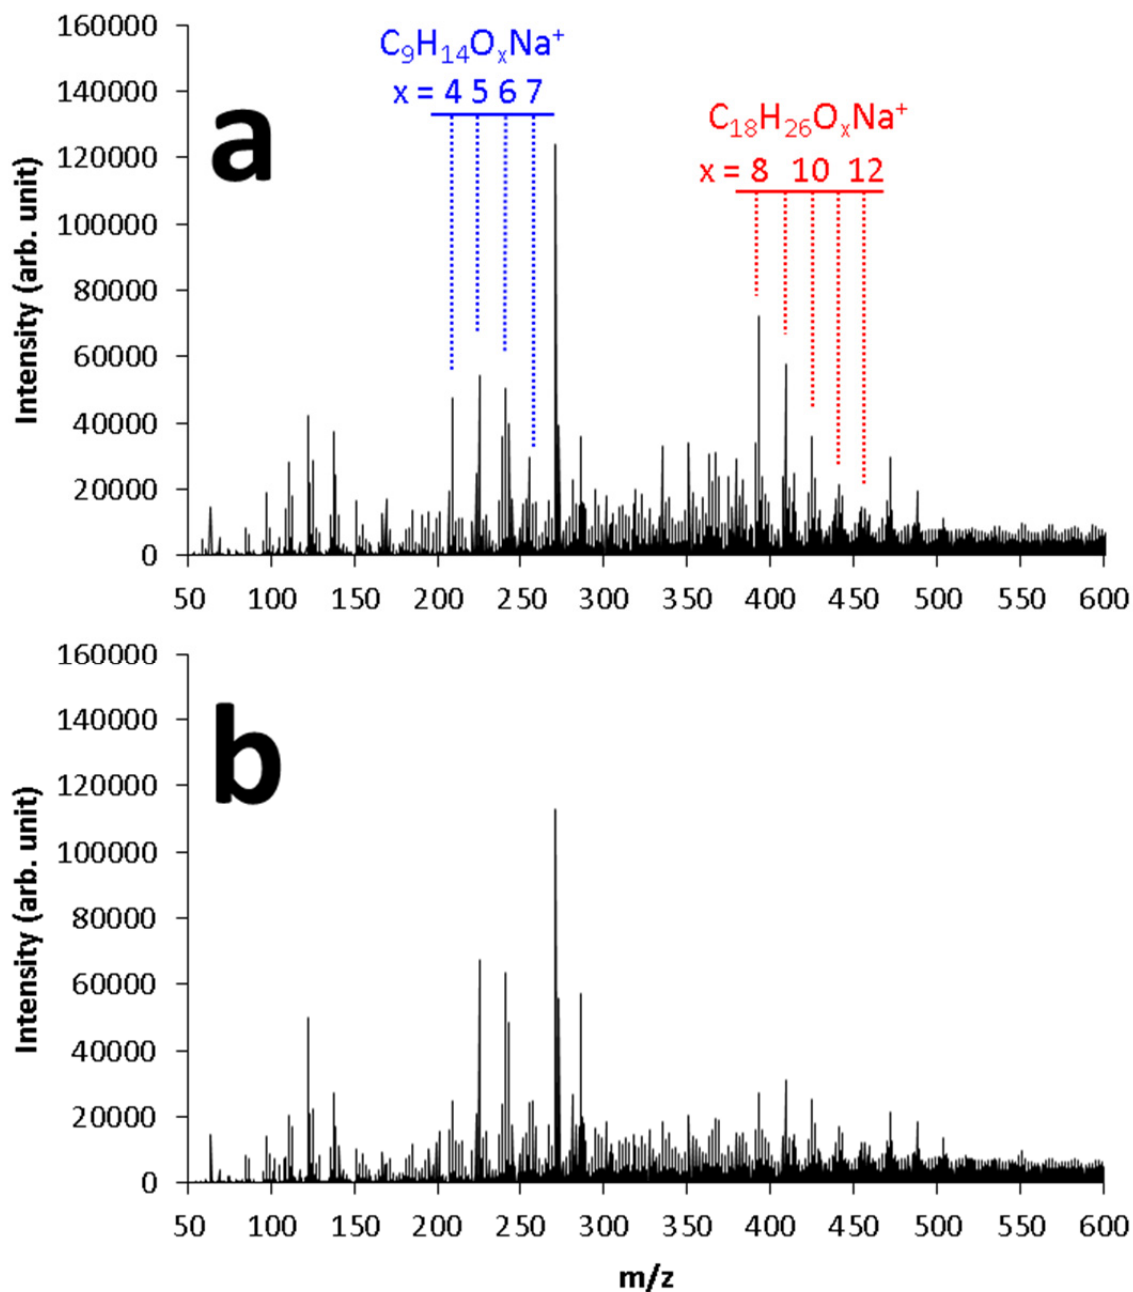 160000
C₉H₁₄OₓNa⁺
140000
x = 4 5 6 7
C₁₈H₂₆OₓNa⁺
120000
x = 8 10 12
a
100000
80000
60000
40000
20000
0
Intensity (arb. unit)
50 100 150 200 250 300 350 400 450 500 550 600
160000
140000
120000
b
100000
80000
60000
40000
20000
0
Intensity (arb. unit)
50 100 150 200 250 300 350 400 450 500 550 600
m/z